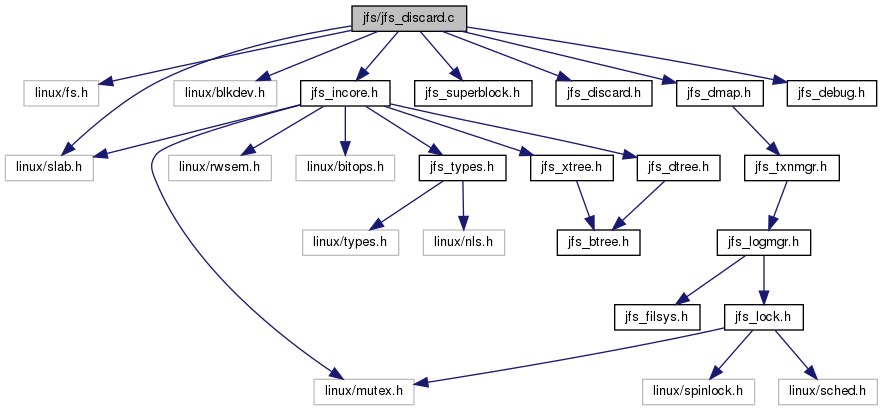 jfs/jfs_discard.c
linux/fs.h
linux/blkdev.h
jfs_incore.h
jfs_superblock.h
jfs_discard.h
jfs_dmap.h
jfs_debug.h
linux/slab.h
linux/rwsem.h
linux/bitops.h
jfs_types.h
jfs_xtree.h
jfs_dtree.h
jfs_txnmgr.h
linux/types.h
linux/nls.h
jfs_btree.h
jfs_logmgr.h
jfs_filsys.h
jfs_lock.h
linux/mutex.h
linux/spinlock.h
linux/sched.h